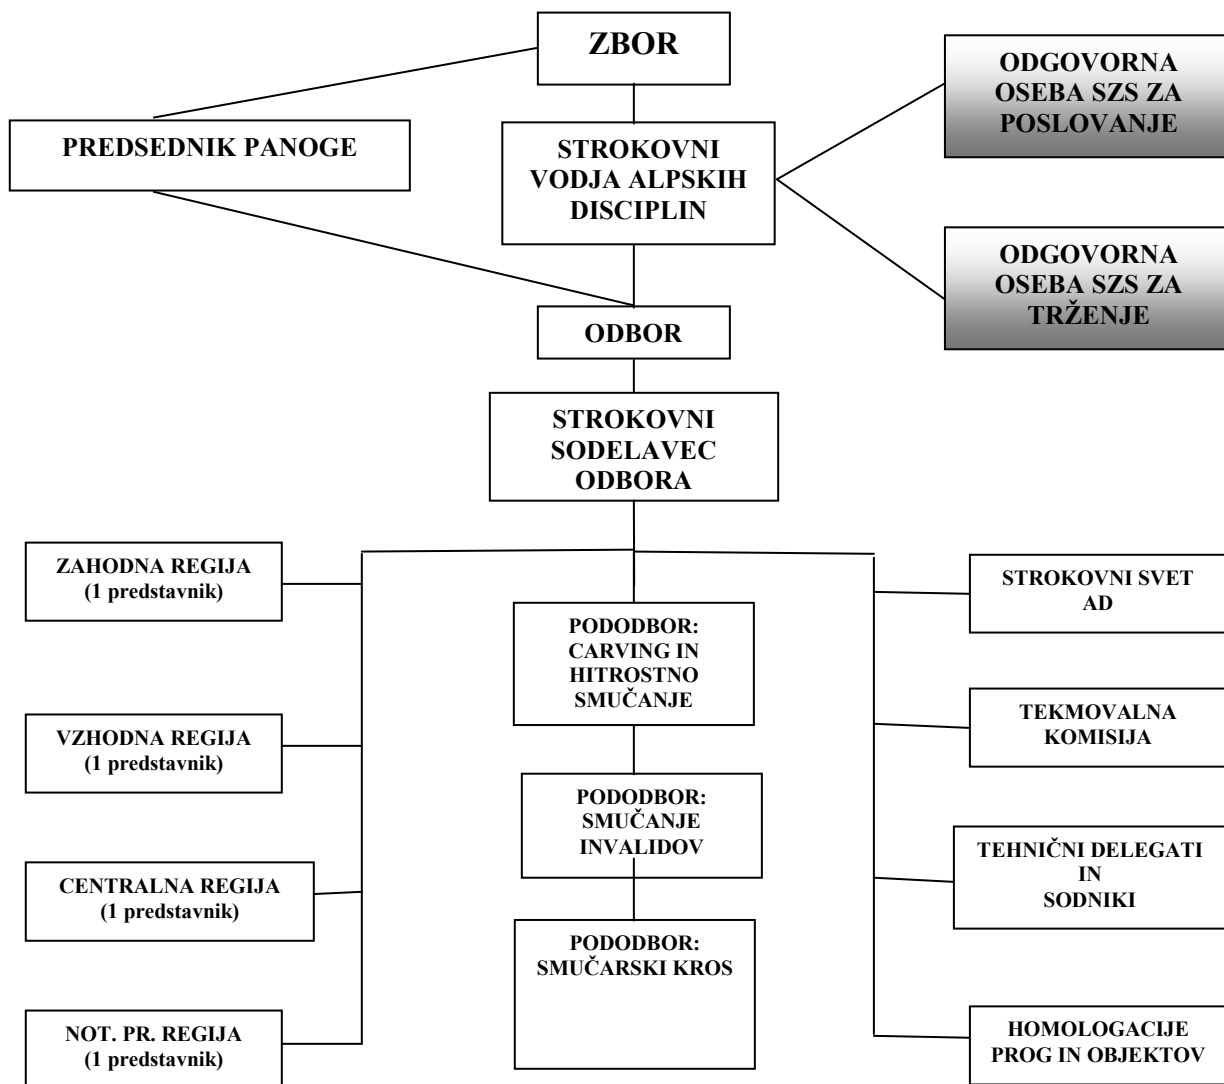 ZBOR
ODGOVORNA
OSEBA SZS ZA
POSLOVANJE
PREDSEDNIK PANOGE
STROKOVNI
VODJA ALPSKIH
DISCIPLIN
ODGOVORNA
OSEBA SZS ZA
TRŽENJE
ODBOR
STROKOVNI
SODELAVEC
ODBORA
ZAHODNA REGIJA
(1 predstavnik)
VZHODNA REGIJA
(1 predstavnik)
CENTRALNA REGIJA
(1 predstavnik)
NOT. PR. REGIJA
(1 predstavnik)
PODODBOR:
CARVING IN
HITROSTNO
SMUČANJE
PODODBOR:
SMUČANJE
INVALIDOV
PODODBOR:
SMUČARSKI KROS
STROKOVNI SVET
AD
TEKMOVALNA
KOMISIJA
TEHNIČNI DELEGATI
IN
SODNIKI
HOMOLOGACIJE
PROG IN OBJEKTOV